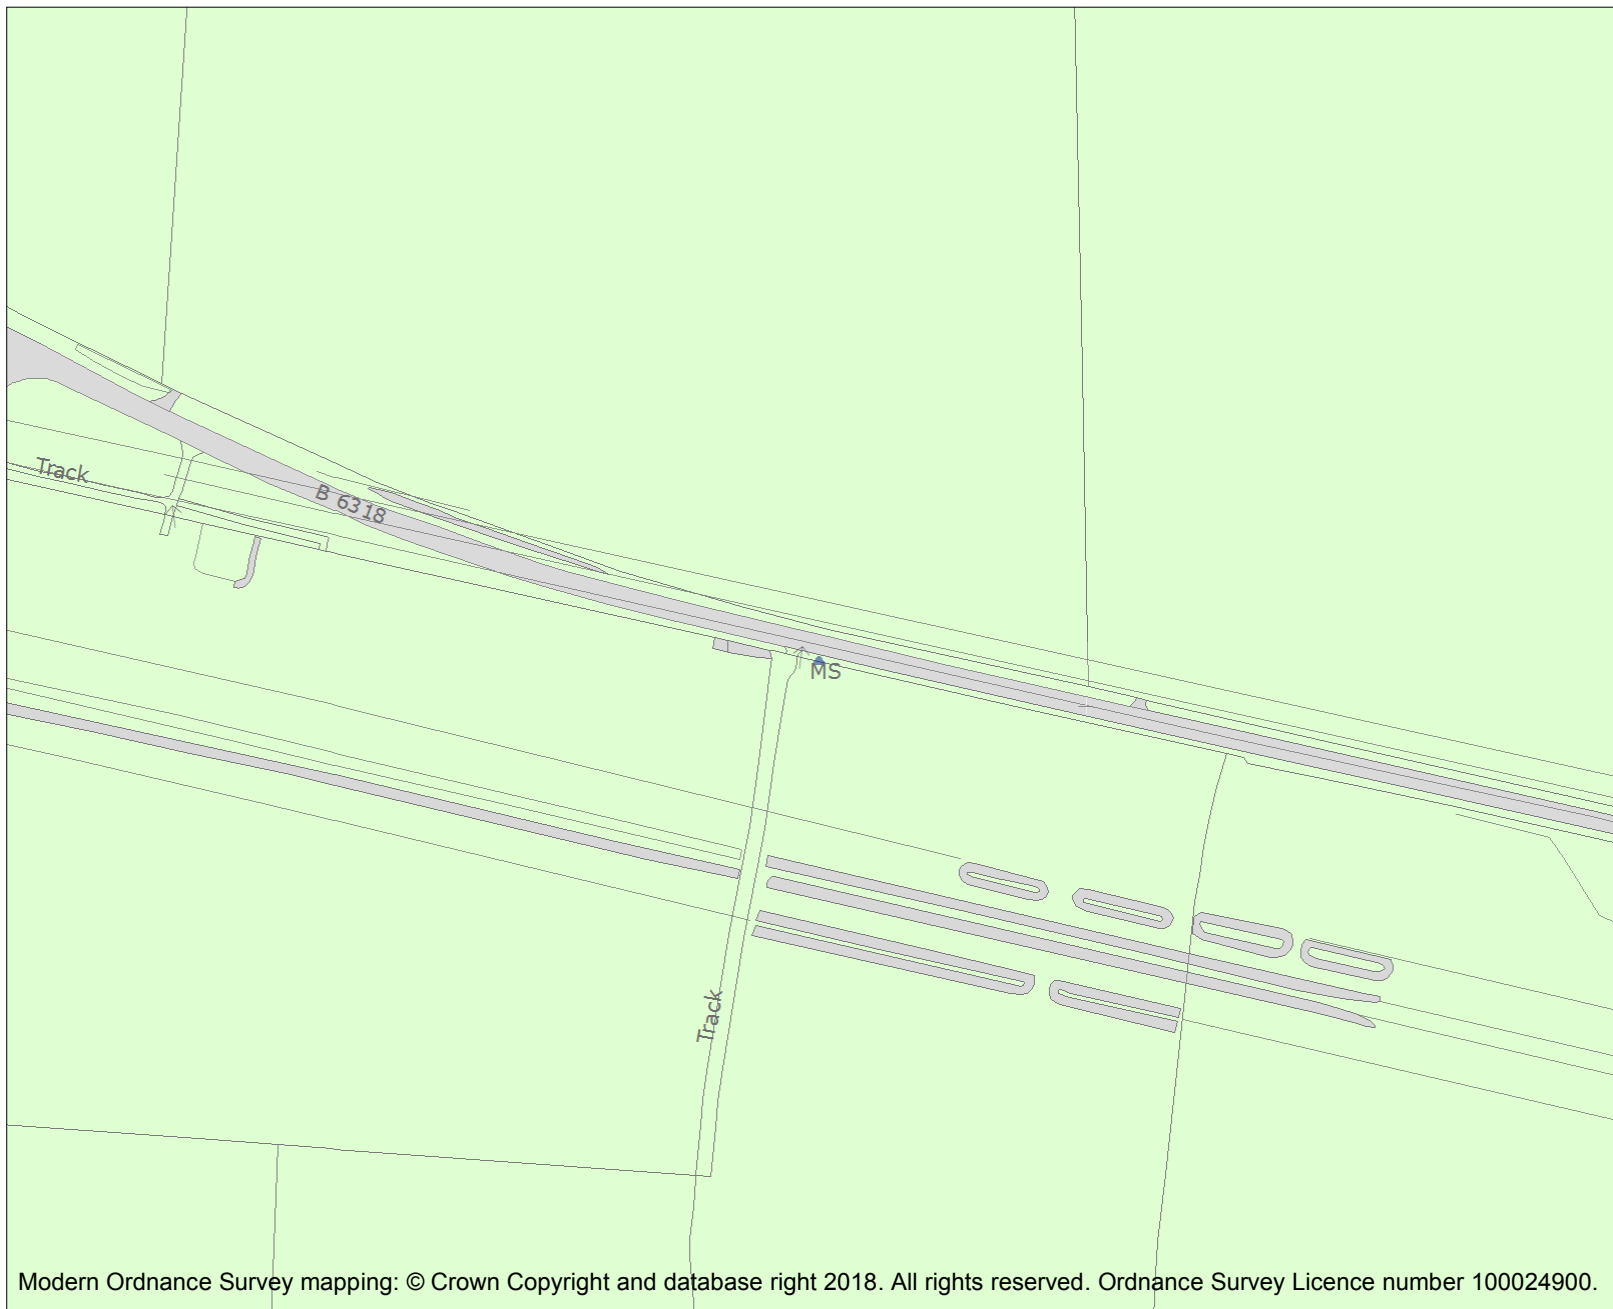 Track
B 6318
MS
Track
Modern Ordnance Survey mapping: © Crown Copyright and database right 2018. All rights reserved. Ordnance Survey Licence number 100024900.